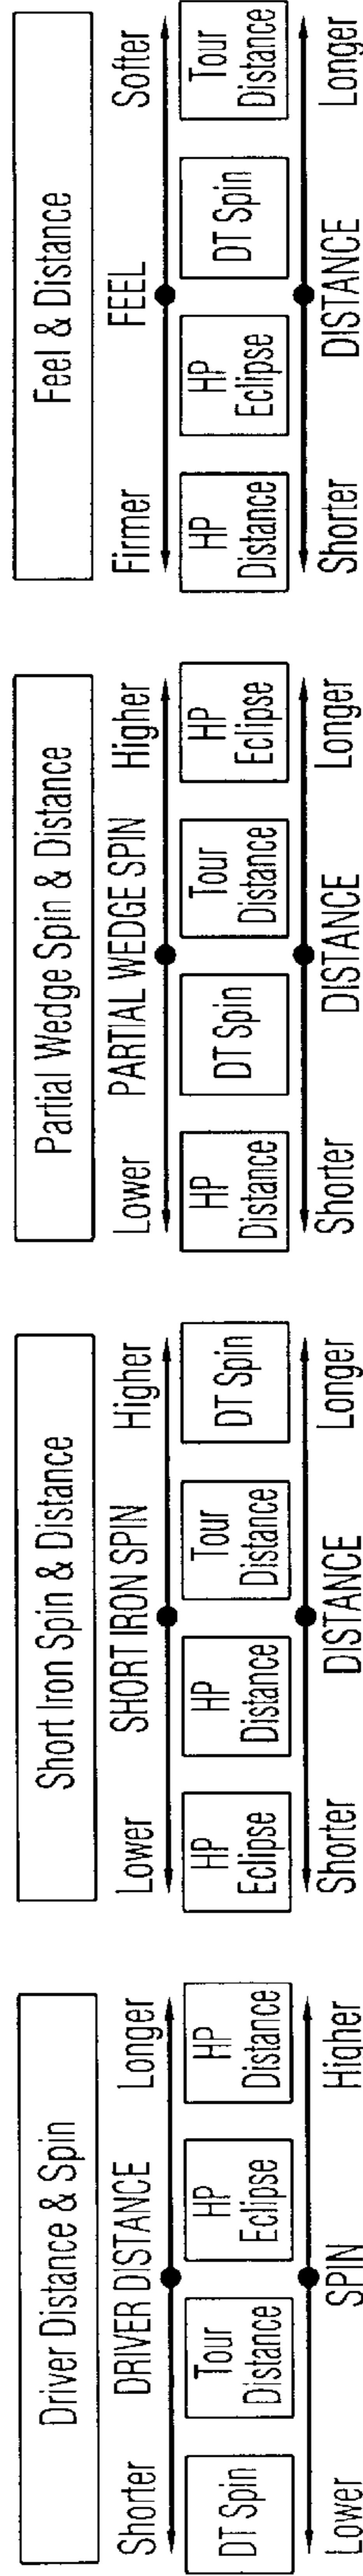 Driver Distance & Spin
Shorter DRIVER DISTANCE Longer
DT Spin
Tour
Distance
HP
Eclipse
HP
Distance
Lower SPIN Higher
Short Iron Spin & Distance
Lower SHORT IRON SPIN Higher
HP
Eclipse
HP
Distance
Tour
Distance
DT Spin
Shorter DISTANCE Longer
Partial Wedge Spin & Distance
Lower PARTIAL WEDGE SPIN Higher
HP
Distance
DT Spin
Tour
Distance
HP
Eclipse
Shorter DISTANCE Longer
Feel & Distance
Firmer FEEL Softer
HP
Distance
HP
Eclipse
DT Spin
Tour
Distance
Shorter DISTANCE Longer